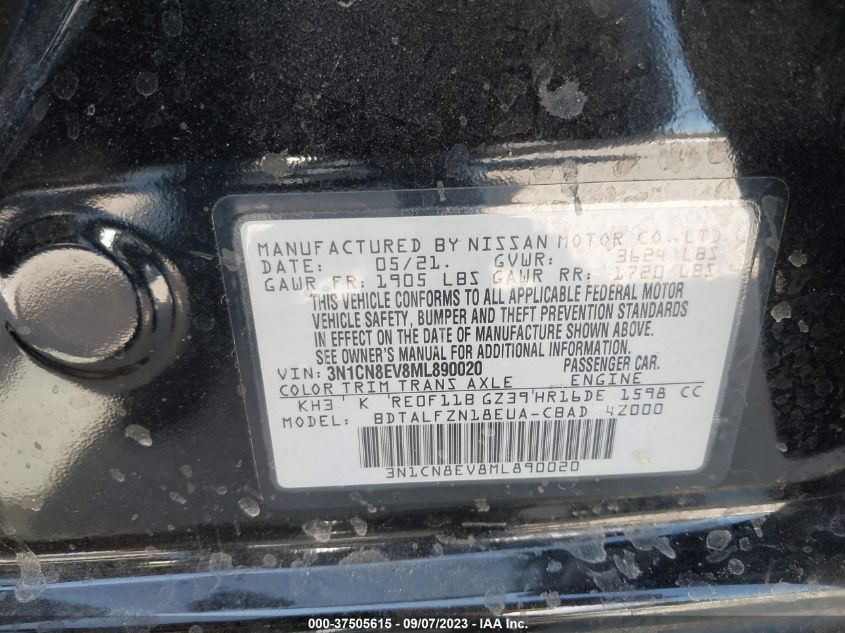 MANUFACTURED BY NISSAN MOTOR CO., LTD.
DATE: 05/21. GVWR: 3624 LBS
GAWR FR: 1905 LBS GAWR RR: 1720 LBS
THIS VEHICLE CONFORMS TO ALL APPLICABLE FEDERAL MOTOR
VEHICLE SAFETY, BUMPER AND THEFT PREVENTION STANDARDS
IN EFFECT ON THE DATE OF MANUFACTURE SHOWN ABOVE.
SEE OWNER'S MANUAL FOR ADDITIONAL INFORMATION.
VIN: 3N1CN8EV8ML890020 PASSENGER CAR.
COLOR TRIM TRANS AXLE ENGINE
KH3 K RE0F11B GZ39 HR16DE 1598 CC
MODEL: BDTALFZN18EUA-CBAD 4Z000
3N1CN8EV8ML890020
000-37505615 - 09/07/2023 - IAA Inc.